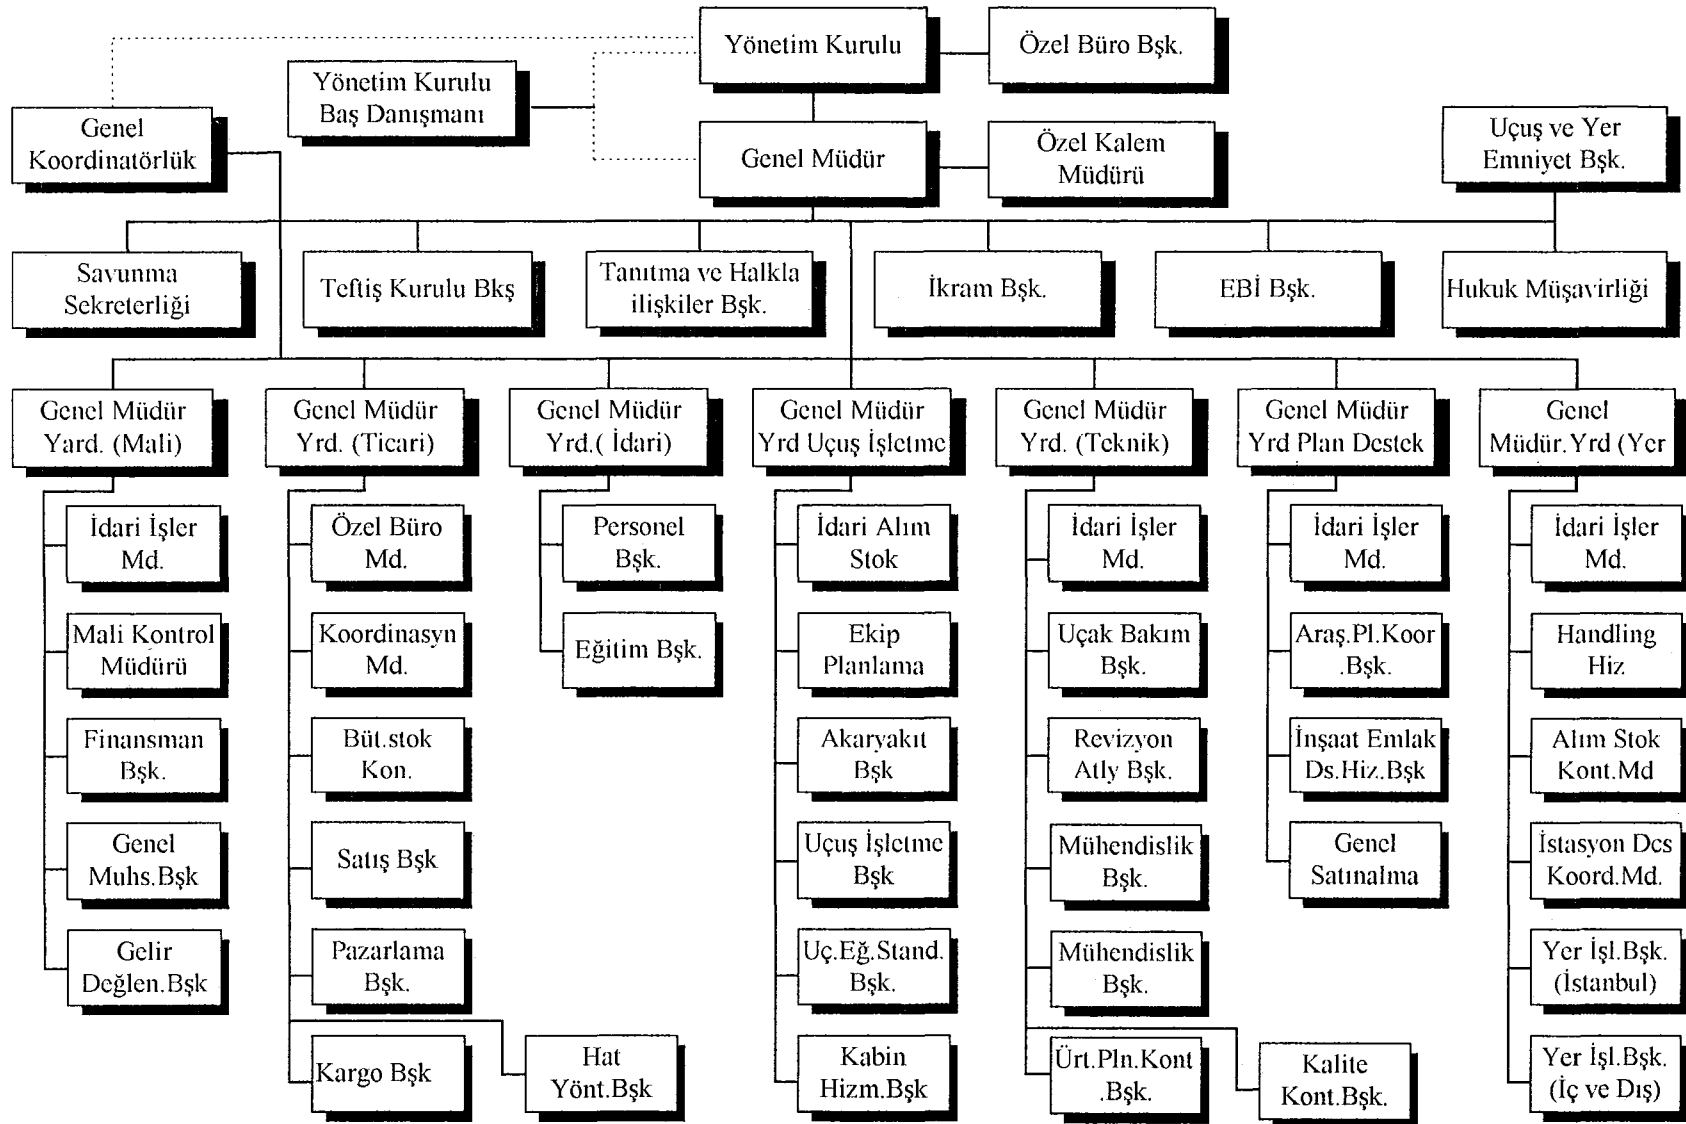 Yönetim Kurulu
Özel Büro Bşk.
Yönetim Kurulu
Baş Danışmanı
Genel
Koordinatörlük
Genel Müdür
Özel Kalem
Müdürü
Uçuş ve Yer
Emniyet Bşk.
Savunma
Sekreterliği
Teftiş Kurulu Bkş
Tanıtma ve Halkla
ilişkiler Bşk.
İkram Bşk.
EBİ Bşk.
Hukuk Müşavirliği
Genel Müdür
Yard. (Mali)
Genel Müdür
Yrd. (Ticari)
Genel Müdür
Yrd.( İdari)
Genel Müdür
Yrd Uçuş İşletme
Genel Müdür
Yrd. (Teknik)
Genel Müdür
Yrd Plan Destek
Genel
Müdür.Yrd (Yer
İdari İşler
Md.
Mali Kontrol
Müdürü
Finansman
Bşk.
Genel
Muhs.Bşk
Gelir
Değlen.Bşk
Özel Büro
Md.
Koordinasyn
Md.
Büt.stok
Kon.
Satış Bşk
Pazarlama
Bşk.
Kargo Bşk
Hat
Yönt.Bşk
Personel
Bşk.
Eğitim Bşk.
İdari Alım
Stok
Ekip
Planlama
Akaryakıt
Bşk
Uçuş İşletme
Bşk
Uç.Eğ.Stand.
Bşk.
Kabin
Hizm.Bşk
İdari İşler
Md.
Uçak Bakım
Bşk.
Revizyon
Atly Bşk.
Mühendislik
Bşk.
Mühendislik
Bşk.
Ürt.Pln.Kont
.Bşk.
Kalite
Kont.Bşk.
İdari İşler
Md.
Araş.Pl.Koor
.Bşk.
İnşaat Emlak
Ds.Hiz.Bşk
Genel
Satınalma
İdari İşler
Md.
Handling
Hiz
Alım Stok
Kont.Md
İstasyon Des
Koord.Md.
Yer İşl.Bşk.
(İstanbul)
Yer İşl.Bşk.
(İç ve Dış)